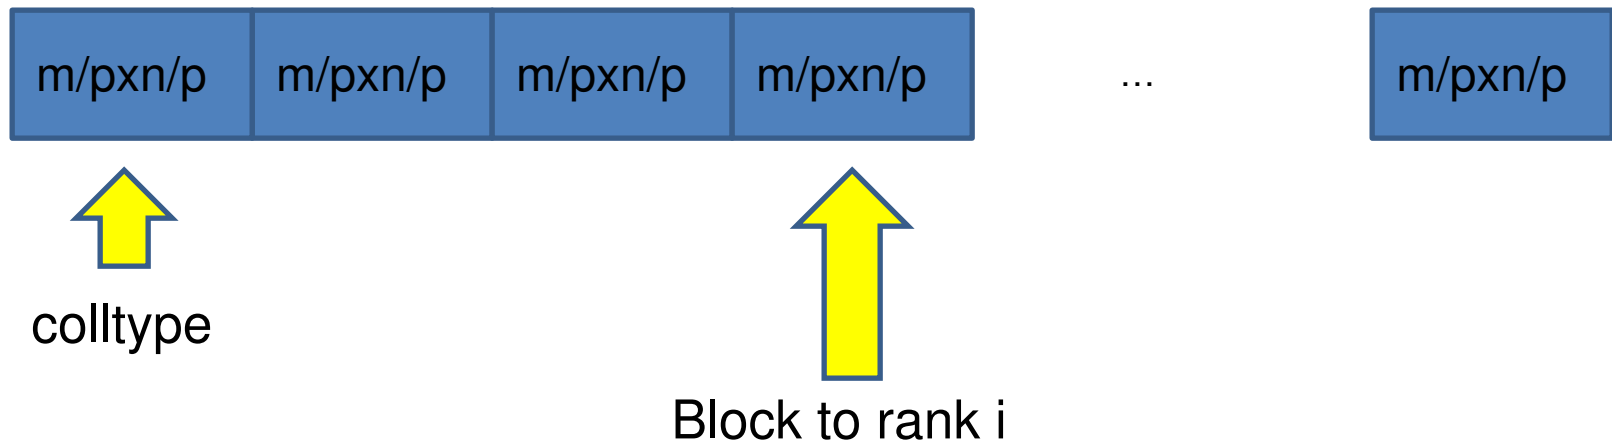 m/pxn/p m/pxn/p m/pxn/p m/pxn/p ... m/pxn/p
colltype
Block to rank i